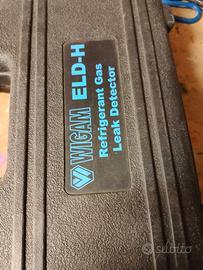 WIGAM ELD-H
Refrigerant Gas
Leak Detector
subito